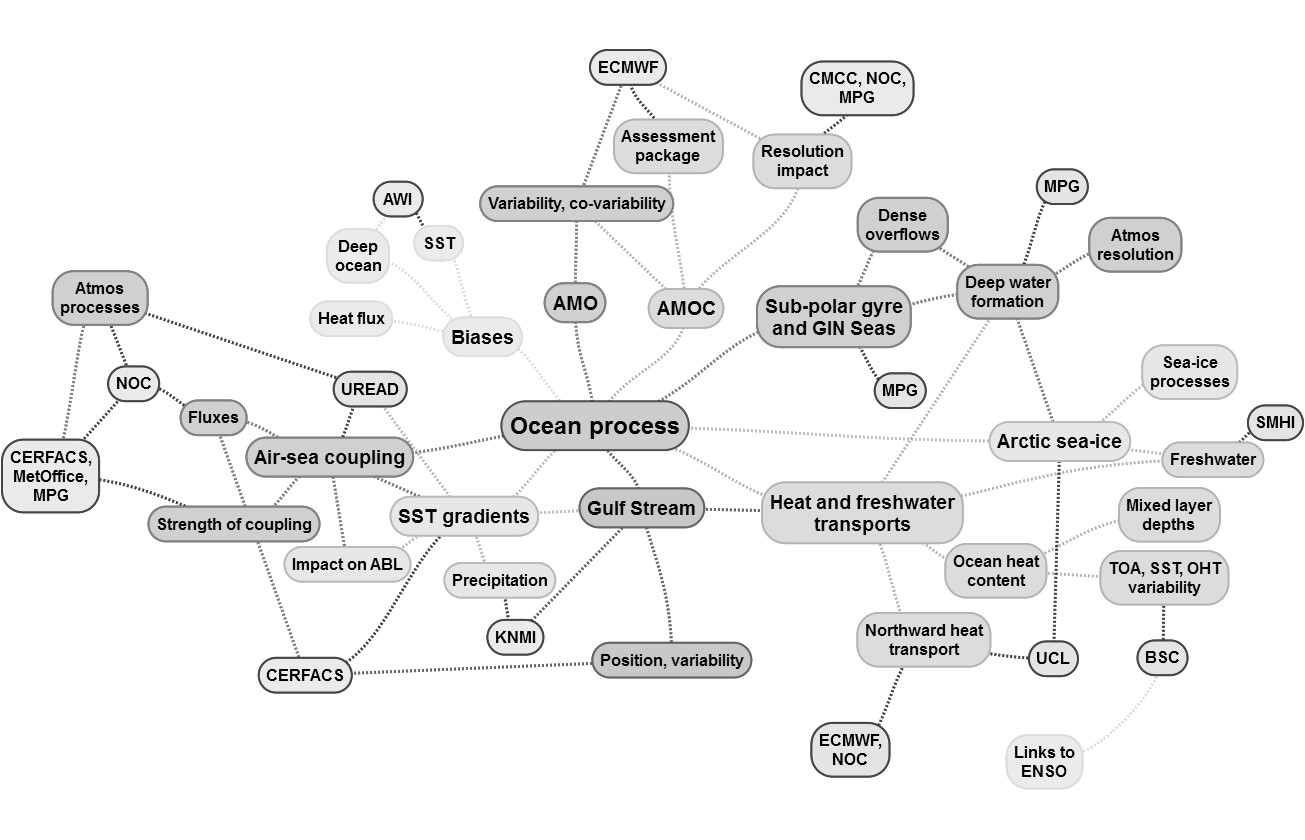 ECMWF
CMCC, NOC,
MPG
Assessment
package
Resolution
impact
AWI
Variability, co-variability
MPG
Dense
overflows
Atmos
resolution
Deep
ocean
SST
Atmos
processes
Deep water
formation
AMO
AMOC
Sub-polar gyre
and GIN Seas
Heat flux
Biases
Sea-ice
processes
NOC
UREAD
MPG
Fluxes
Ocean process
SMHI
Arctic sea-ice
Freshwater
CERFACS,
MetOffice,
MPG
Air-sea coupling
Strength of coupling
SST gradients
Gulf Stream
Heat and freshwater
transports
Mixed layer
depths
Impact on ABL
Precipitation
Ocean heat
content
TOA, SST, OHT
variability
KNMI
Northward heat
transport
CERFACS
Position, variability
UCL
BSC
ECMWF,
NOC
Links to
ENSO